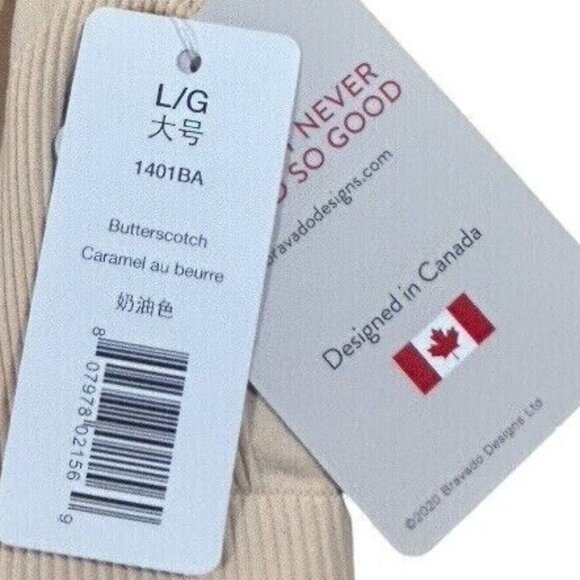 L/G
大号
1401BA
Butterscotch
Caramel au beurre
奶油色
8 07978 02156 9
NEVER
SO GOOD
bravadodesigns.com
Designed in Canada
©2020 Bravado Designs Ltd